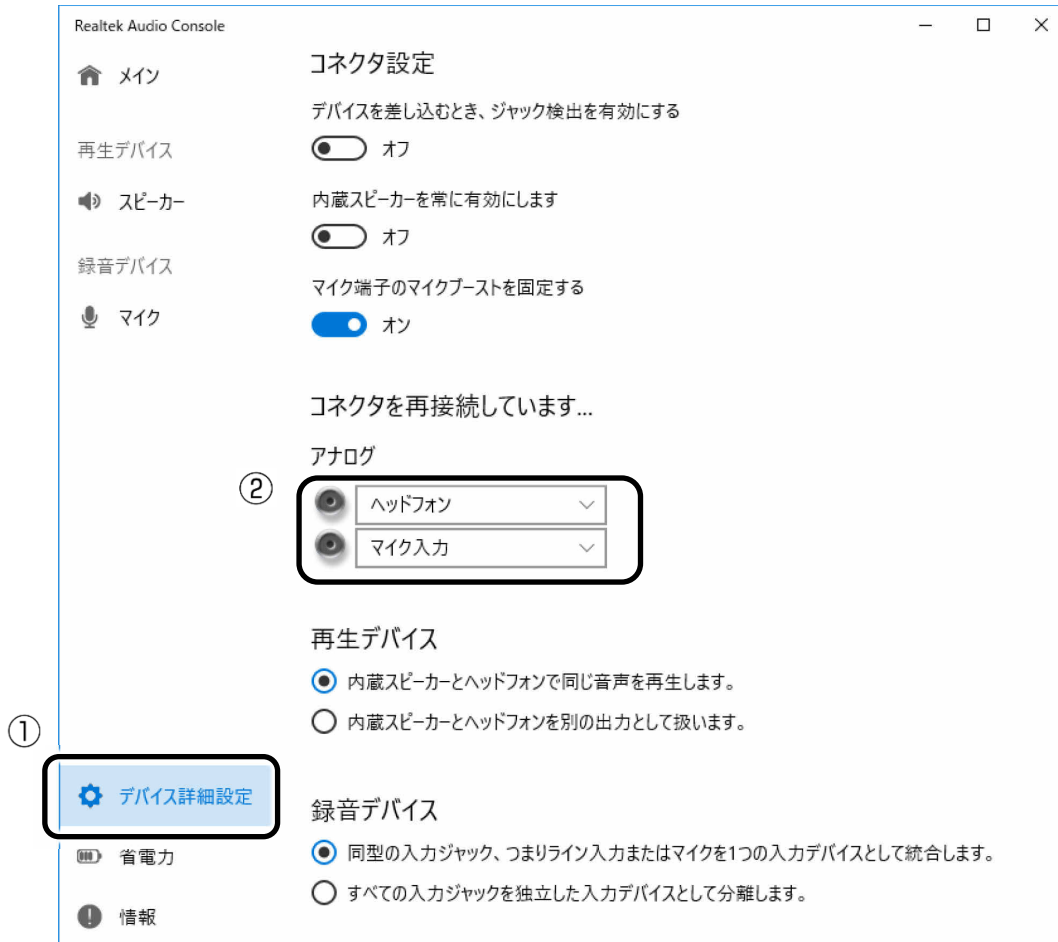 Realtek Audio Console
メイン
再生デバイス
スピーカー
録音デバイス
マイク
コネクタ設定
デバイスを差し込むとき、ジャック検出を有効にする
オフ
内蔵スピーカーを常に有効にします
オフ
マイク端子のマイクブーストを固定する
オン
コネクタを再接続しています...
アナログ
②
ヘッドフォン
マイク入力
再生デバイス
内蔵スピーカーとヘッドフォンで同じ音声を再生します。
内蔵スピーカーとヘッドフォンを別の出力として扱います。
①
デバイス詳細設定
省電力
情報
録音デバイス
同型の入力ジャック、つまりライン入力またはマイクを1つの入力デバイスとして統合します。
すべての入力ジャックを独立した入力デバイスとして分離します。